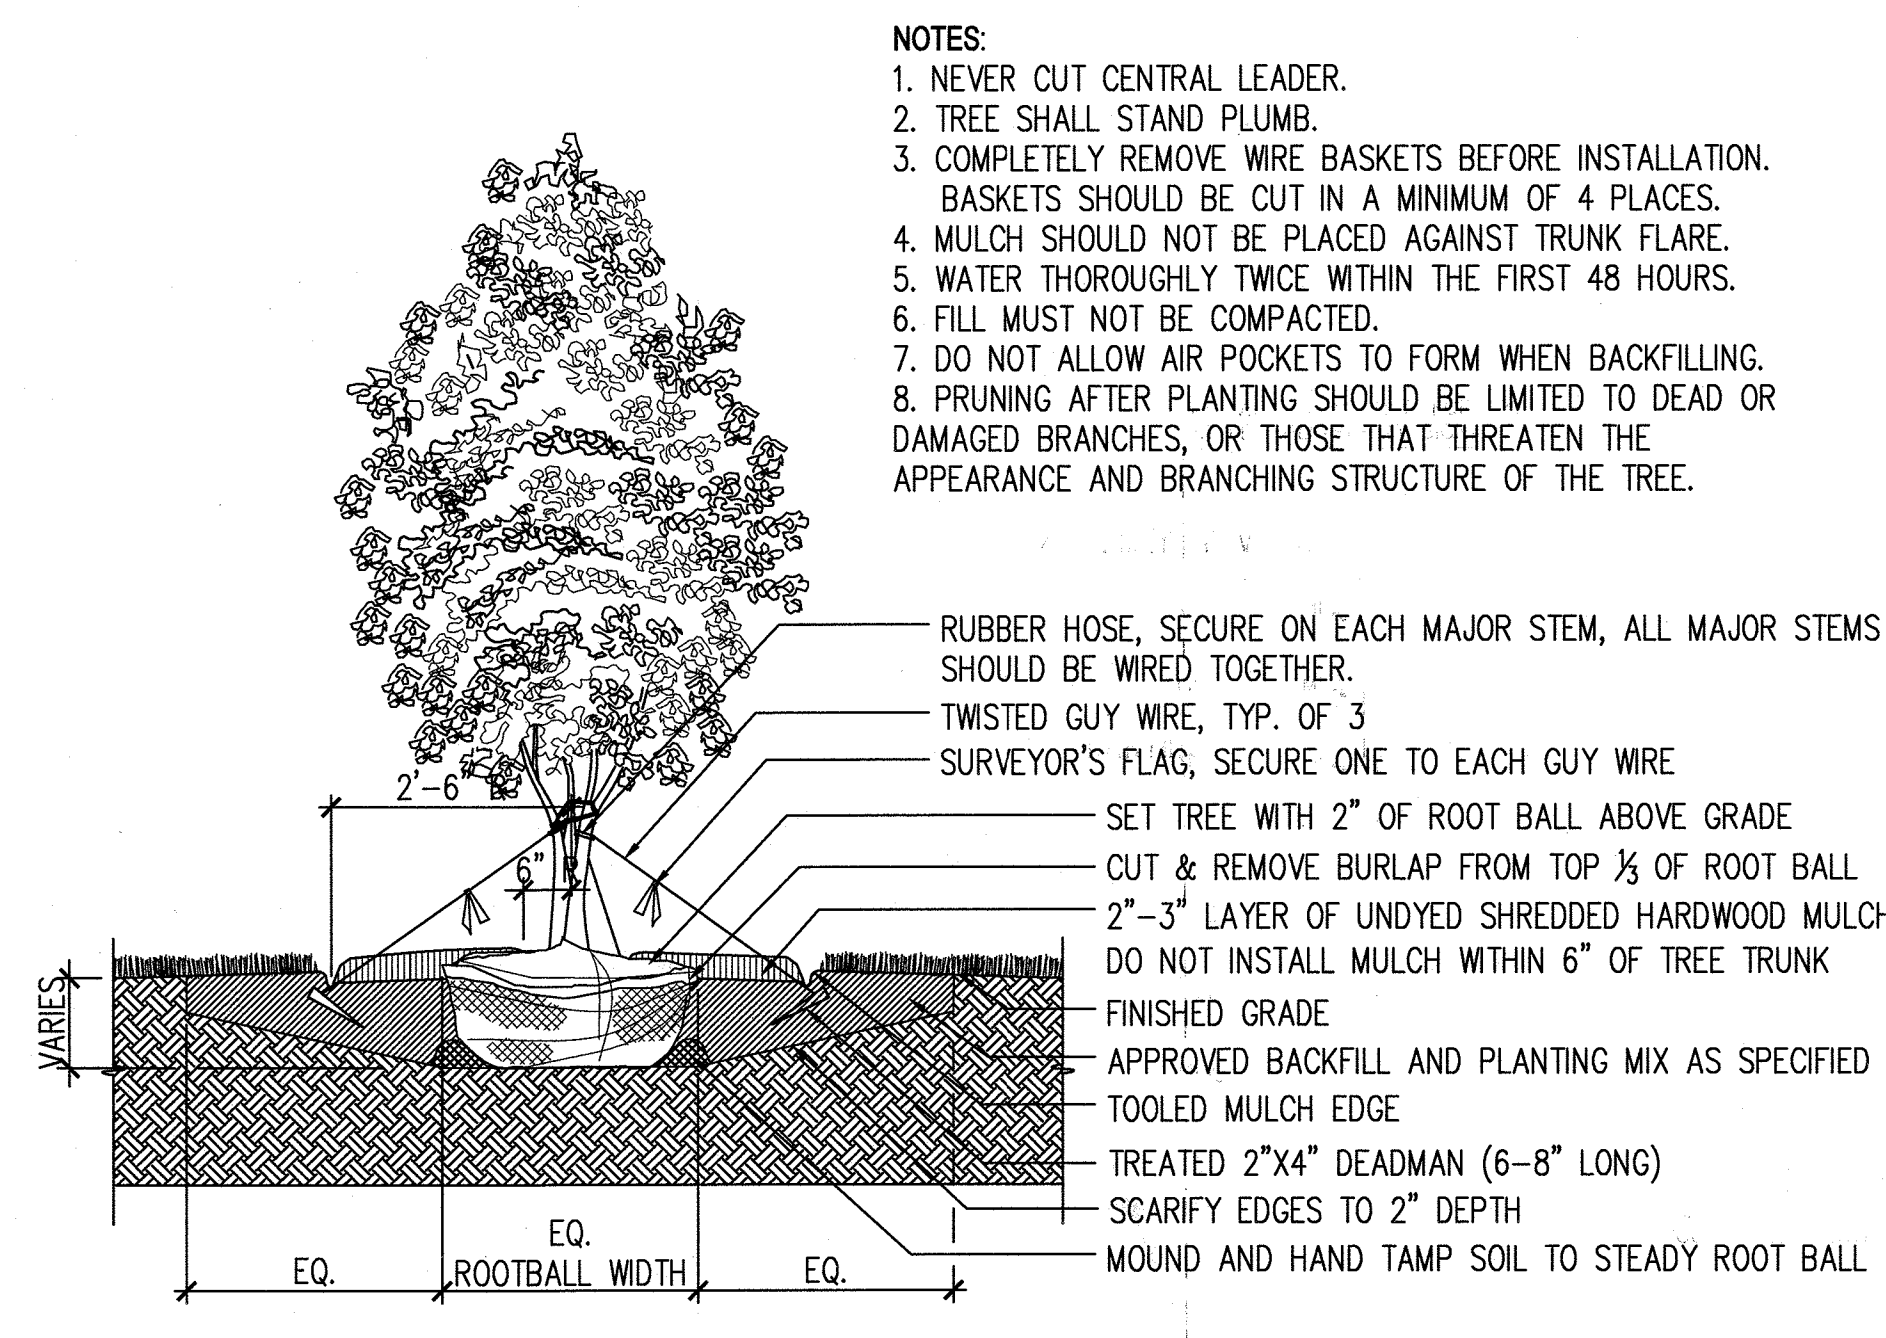 NOTES:
1. NEVER CUT CENTRAL LEADER.
2. TREE SHALL STAND PLUMB.
3. COMPLETELY REMOVE WIRE BASKETS BEFORE INSTALLATION.
BASKETS SHOULD BE CUT IN A MINIMUM OF 4 PLACES.
4. MULCH SHOULD NOT BE PLACED AGAINST TRUNK FLARE.
5. WATER THOROUGHLY TWICE WITHIN THE FIRST 48 HOURS.
6. FILL MUST NOT BE COMPACTED.
7. DO NOT ALLOW AIR POCKETS TO FORM WHEN BACKFILLING.
8. PRUNING AFTER PLANTING SHOULD BE LIMITED TO DEAD OR
DAMAGED BRANCHES, OR THOSE THAT THREATEN THE
APPEARANCE AND BRANCHING STRUCTURE OF THE TREE.
RUBBER HOSE, SECURE ON EACH MAJOR STEM, ALL MAJOR STEMS
SHOULD BE WIRED TOGETHER.
TWISTED GUY WIRE, TYP. OF 3
SURVEYOR'S FLAG, SECURE ONE TO EACH GUY WIRE
2'-6"
SET TREE WITH 2" OF ROOT BALL ABOVE GRADE
6"
CUT & REMOVE BURLAP FROM TOP ⅓ OF ROOT BALL
2"-3" LAYER OF UNDYED SHREDDED HARDWOOD MULCH
DO NOT INSTALL MULCH WITHIN 6" OF TREE TRUNK
VARIES
FINISHED GRADE
APPROVED BACKFILL AND PLANTING MIX AS SPECIFIED
TOOLED MULCH EDGE
TREATED 2"X4" DEADMAN (6-8" LONG)
SCARIFY EDGES TO 2" DEPTH
MOUND AND HAND TAMP SOIL TO STEADY ROOT BALL
EQ.
EQ.
ROOTBALL WIDTH
EQ.